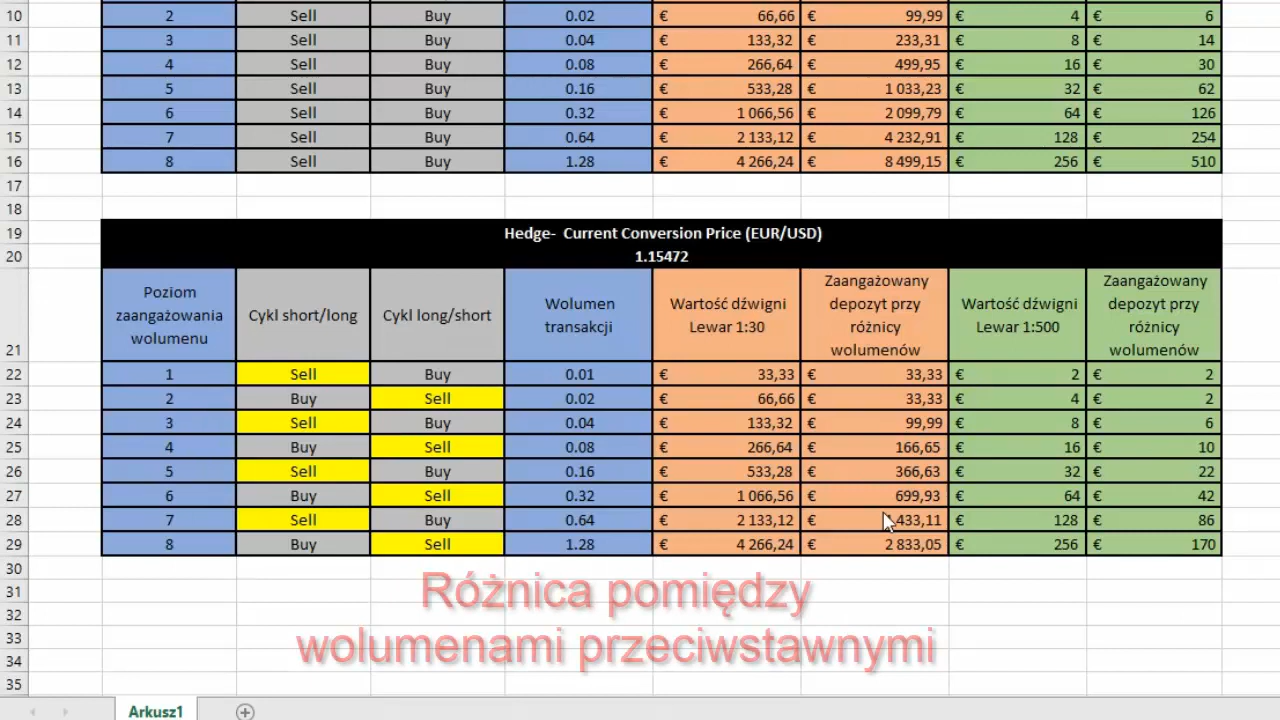 10 2 Sell Buy 0.02 € 66,66 € 99,99 € 4 € 6
11 3 Sell Buy 0.04 € 133,32 € 233,31 € 8 € 14
12 4 Sell Buy 0.08 € 266,64 € 499,95 € 16 € 30
13 5 Sell Buy 0.16 € 533,28 € 1 033,23 € 32 € 62
14 6 Sell Buy 0.32 € 1 066,56 € 2 099,79 € 64 € 126
15 7 Sell Buy 0.64 € 2 133,12 € 4 232,91 € 128 € 254
16 8 Sell Buy 1.28 € 4 266,24 € 8 499,15 € 256 € 510
17
18
19 Hedge- Current Conversion Price (EUR/USD)
20 1.15472
21
Poziom zaangażowania wolumenu
Cykl short/long
Cykl long/short
Wolumen transakcji
Wartość dźwigni Lewar 1:30
Zaangażowany depozyt przy różnicy wolumenów
Wartość dźwigni Lewar 1:500
Zaangażowany depozyt przy różnicy wolumenów
22 1 Sell Buy 0.01 € 33,33 € 33,33 € 2 € 2
23 2 Buy Sell 0.02 € 66,66 € 33,33 € 4 € 2
24 3 Sell Buy 0.04 € 133,32 € 99,99 € 8 € 6
25 4 Buy Sell 0.08 € 266,64 € 166,65 € 16 € 10
26 5 Sell Buy 0.16 € 533,28 € 366,63 € 32 € 22
27 6 Buy Sell 0.32 € 1 066,56 € 699,93 € 64 € 42
28 7 Sell Buy 0.64 € 2 133,12 € 433,11 € 128 € 86
29 8 Buy Sell 1.28 € 4 266,24 € 2 833,05 € 256 € 170
30
31
32
33
34
35
Różnica pomiędzy
wolumenami przeciwstawnymi
Arkusz1